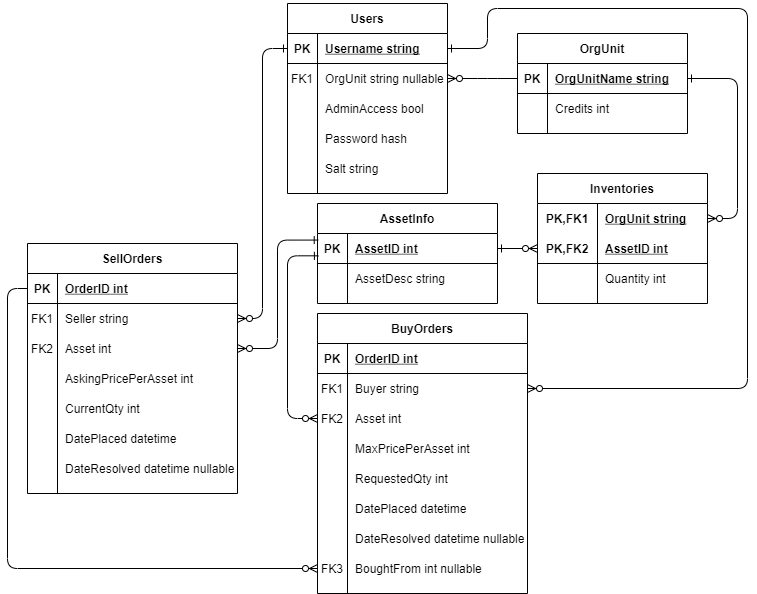 Users
PK Username string
FK1 OrgUnit string nullable
AdminAccess bool
Password hash
Salt string
OrgUnit
PK OrgUnitName string
Credits int
Inventories
PK,FK1 OrgUnit string
PK,FK2 AssetID int
Quantity int
AssetInfo
PK AssetID int
AssetDesc string
SellOrders
PK OrderID int
FK1 Seller string
FK2 Asset int
AskingPricePerAsset int
CurrentQty int
DatePlaced datetime
DateResolved datetime nullable
BuyOrders
PK OrderID int
FK1 Buyer string
FK2 Asset int
MaxPricePerAsset int
RequestedQty int
DatePlaced datetime
DateResolved datetime nullable
FK3 BoughtFrom int nullable